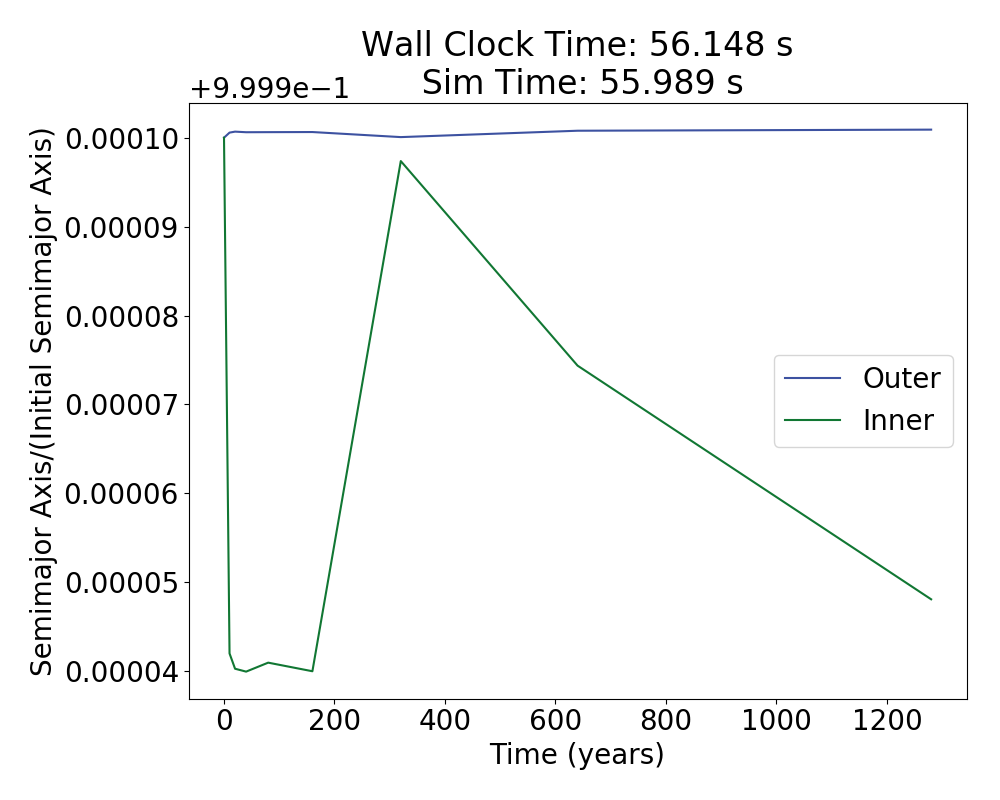 Wall Clock Time: 56.148 s
Sim Time: 55.989 s
+9.999e−1
Semimajor Axis/(Initial Semimajor Axis)
0.00010
0.00009
0.00008
0.00007
0.00006
0.00005
0.00004
Outer
Inner
0 200 400 600 800 1000 1200
Time (years)